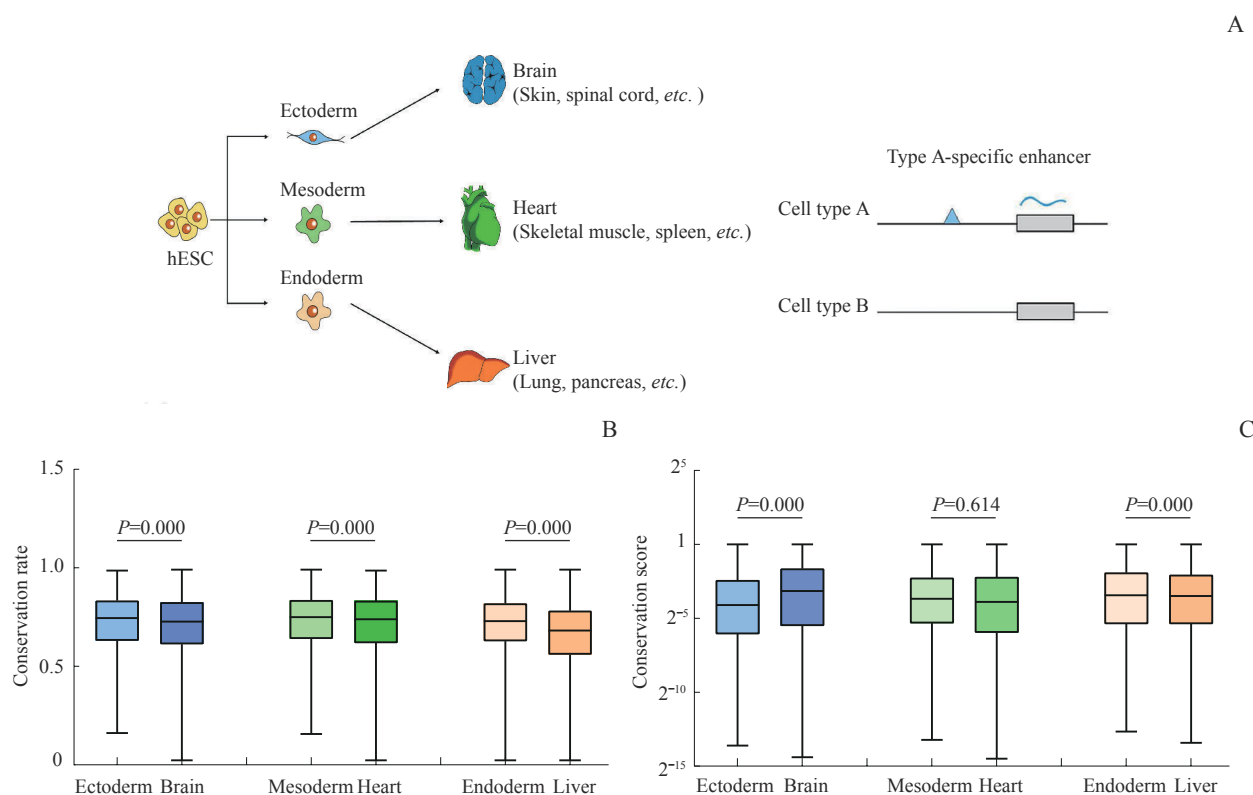 A
Brain
(Skin, spinal cord, etc. )
Ectoderm
Type A-specific enhancer
Mesoderm
Heart
(Skeletal muscle, spleen, etc.)
Cell type A
hESC
Endoderm
Cell type B
Liver
(Lung, pancreas, etc.)
B
1.5
1.0
0.5
0
Conservation rate
P=0.000
P=0.000
P=0.000
Ectoderm Brain
Mesoderm Heart
Endoderm Liver
C
2⁵
1
2⁻⁵
2⁻¹⁰
2⁻¹⁵
Conservation score
P=0.000
P=0.614
P=0.000
Ectoderm Brain
Mesoderm Heart
Endoderm Liver